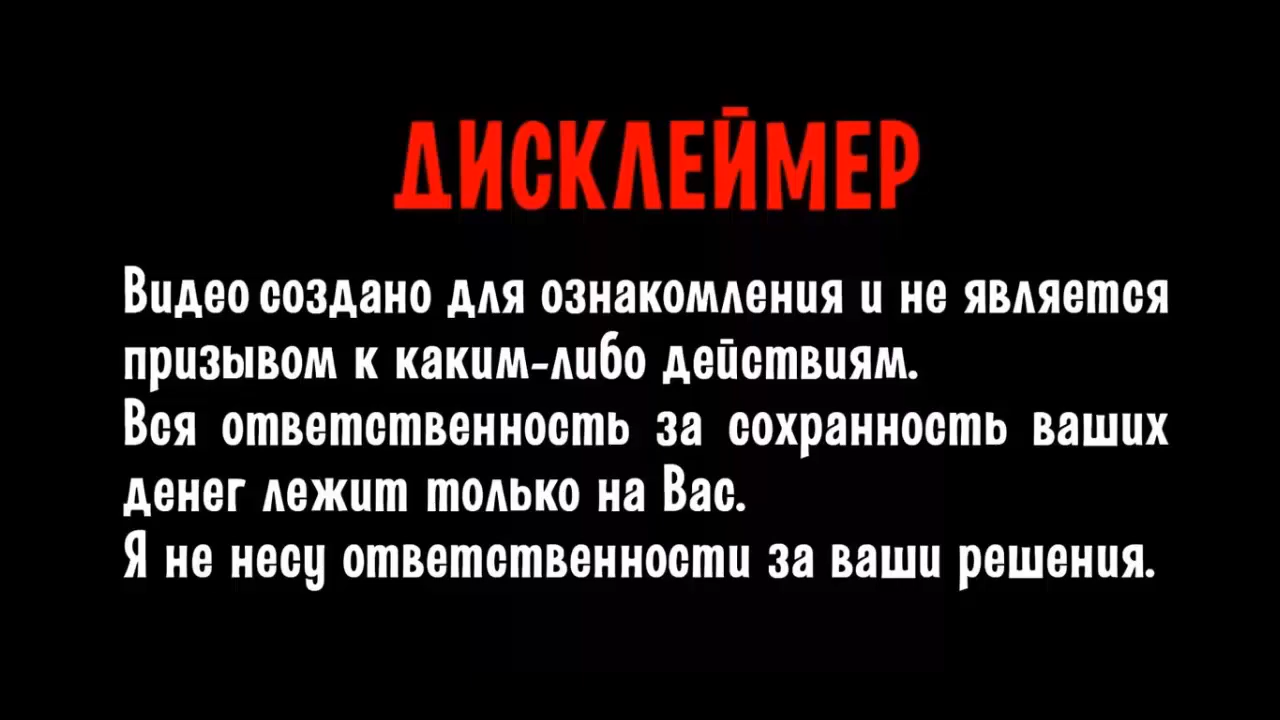 ДИСКЛЕЙМЕР
Видео создано для ознакомления и не является
призывом к каким-либо действиям.
Вся ответственность за сохранность ваших
денег лежит только на Вас.
Я не несу ответственности за ваши решения.